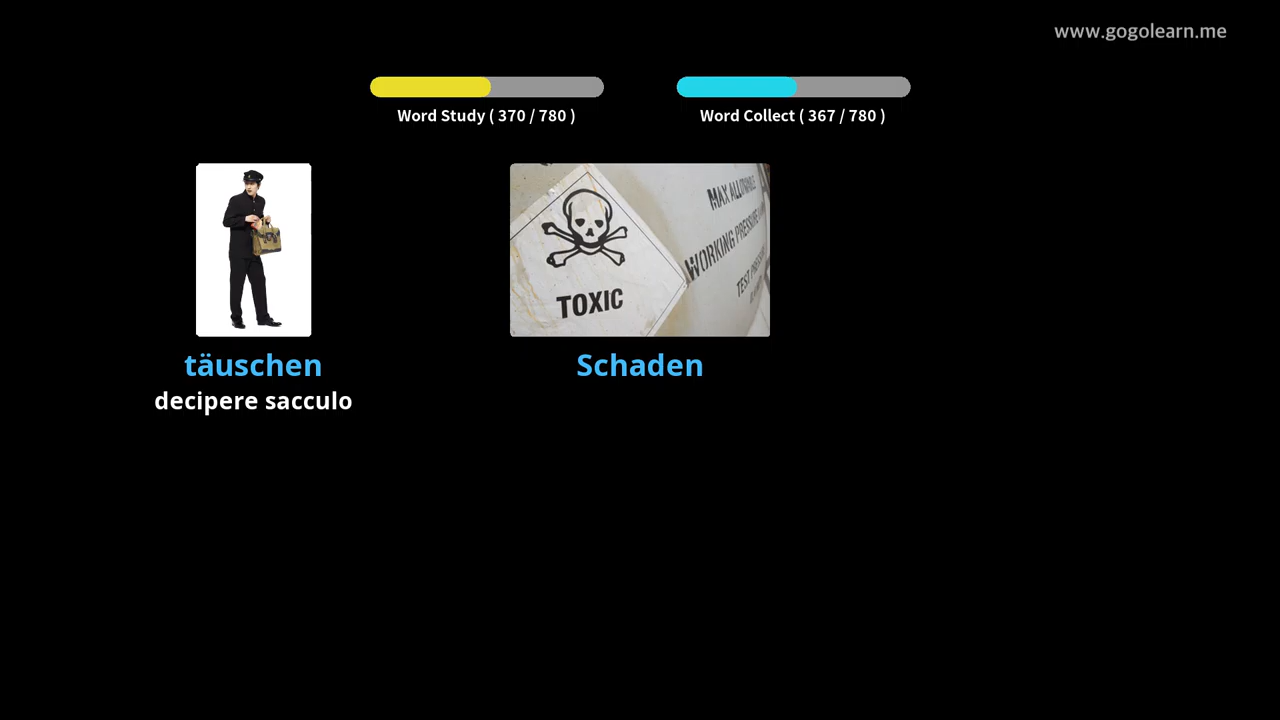 www.gogolearn.me
Word Study ( 370 / 780 )
Word Collect ( 367 / 780 )
TOXIC
MAX ALLOWABLE
WORKING PRESSURE
TEST
täuschen
Schaden
decipere sacculo